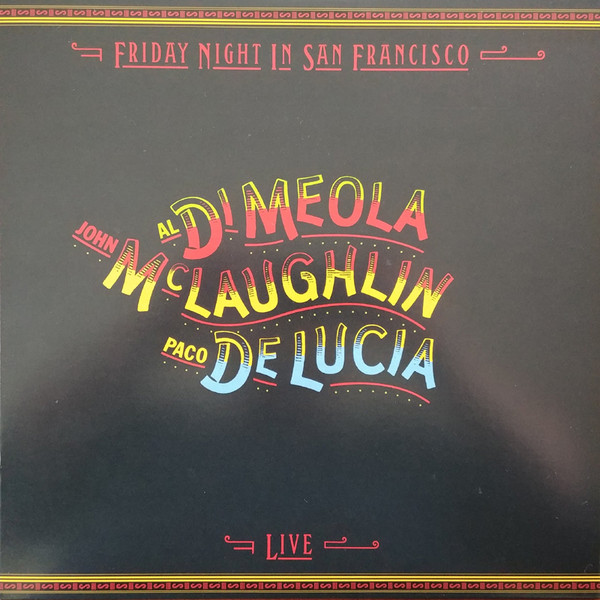 FRIDAY NIGHT IN SAN FRANCISCO
AL DI MEOLA
JOHN McLAUGHLIN
PACO DE LUCIA
LIVE